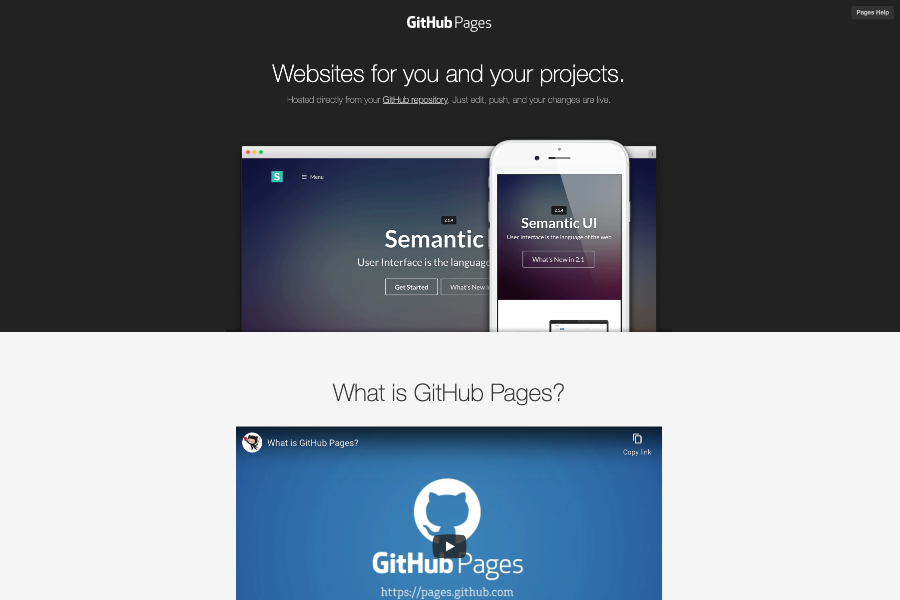 GitHub Pages
Pages Help
Websites for you and your projects.
Hosted directly from your GitHub repository. Just edit, push, and your changes are live.
S
Menu
2.1.4
Semantic
User Interface is the language
Get Started
What's New in
2.1.4
Semantic UI
User Interface is the language of the web
What's New in 2.1
What is GitHub Pages?
What is GitHub Pages?
Copy link
GitHub Pages
https://pages.github.com